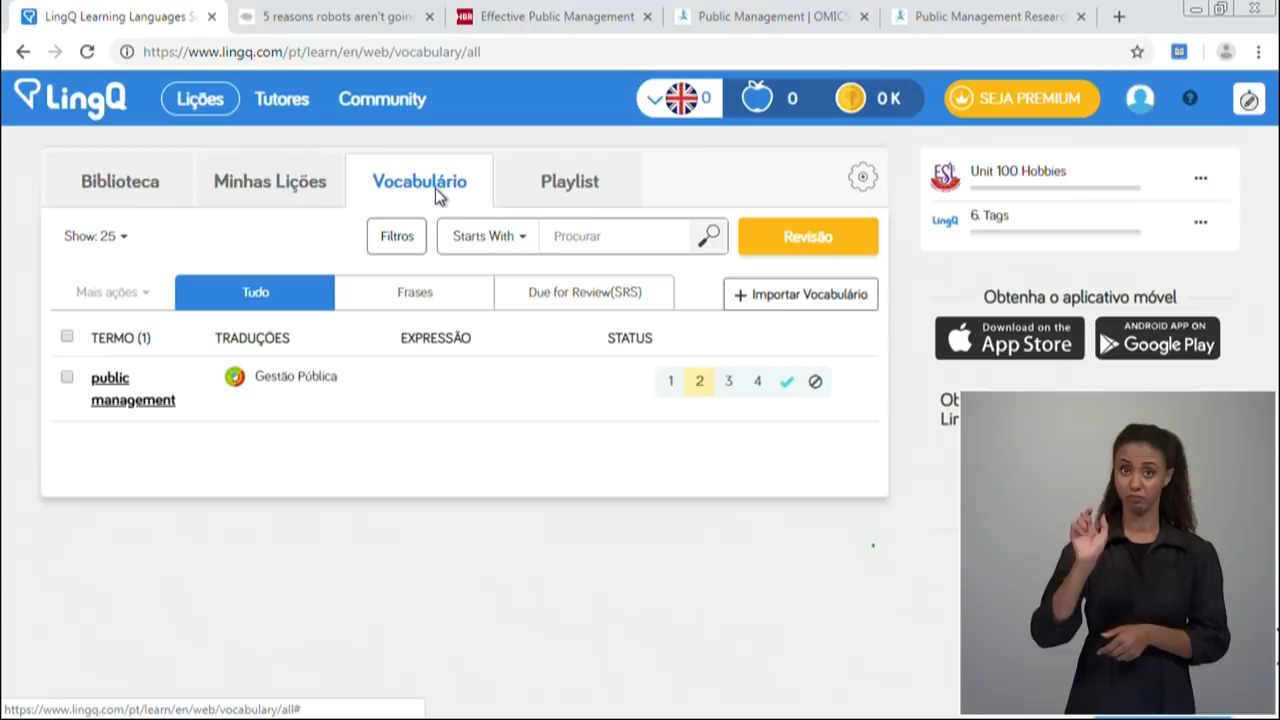 LingQ Learning Languages S
5 reasons robots aren't goin
HBR Effective Public Management
Public Management | OMICS
Public Management Resear
https://www.lingq.com/pt/learn/en/web/vocabulary/all
LingQ
Lições
Tutores
Community
0
0
0 K
SEJA PREMIUM
?
Biblioteca
Minhas Lições
Vocabulário
Playlist
ESL
Unit 100 Hobbies
...
LingQ
6. Tags
...
Show: 25
Filtros
Starts With
Procurar
Revisão
Mais ações
Tudo
Frases
Due for Review(SRS)
+ Importar Vocabulário
TERMO (1)
TRADUÇÕES
EXPRESSÃO
STATUS
public
management
Gestão Pública
1 2 3 4
Obtenha o aplicativo móvel
Download on the
App Store
ANDROID APP ON
Google Play
https://www.lingq.com/pt/learn/en/web/vocabulary/all#